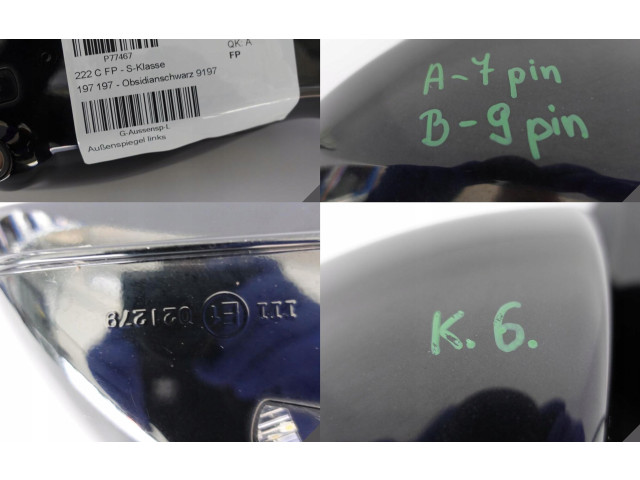 P77467
QK: A
222 C FP - S-Klasse
FP
197 197 - Obsidianschwarz 9197
G-Aussensp-L
Außenspiegel links
A-7 pin
B-9 pin
III E1 021278
K. 6.